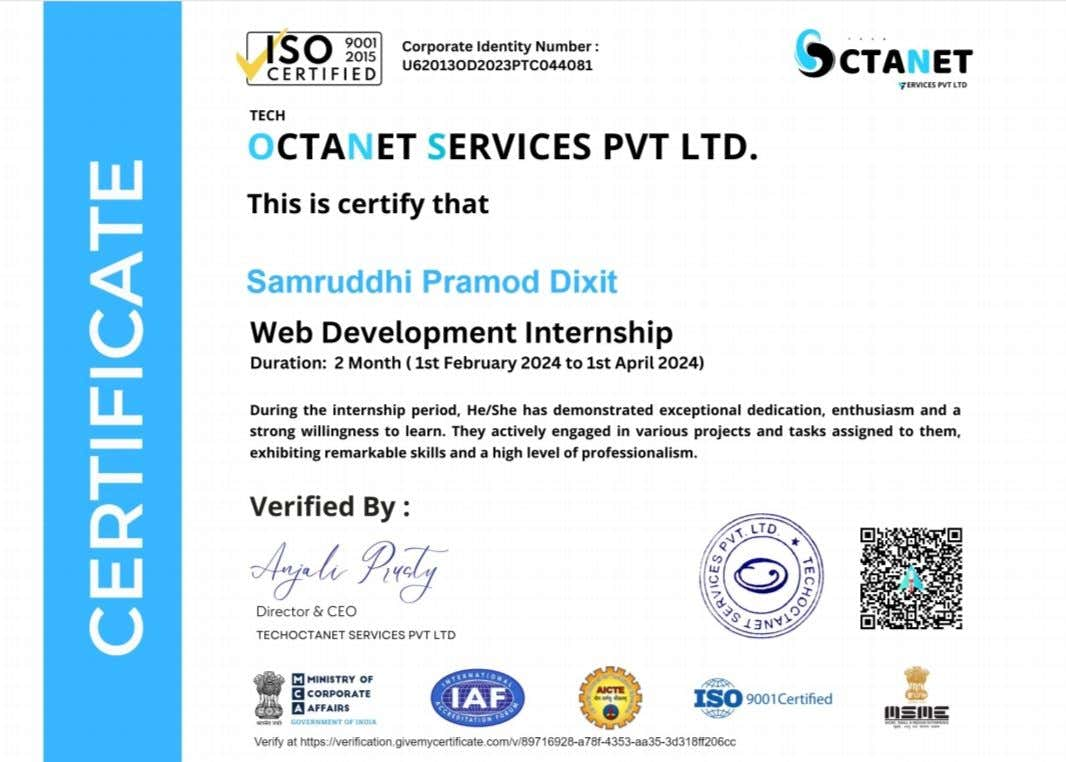 ISO 9001
2015
CERTIFIED
Corporate Identity Number :
U62013OD2023PTC044081
OCTANET
SERVICES PVT LTD
TECH
OCTANET SERVICES PVT LTD.
This is certify that
Samruddhi Pramod Dixit
Web Development Internship
Duration: 2 Month ( 1st February 2024 to 1st April 2024)
During the internship period, He/She has demonstrated exceptional dedication, enthusiasm and a
strong willingness to learn. They actively engaged in various projects and tasks assigned to them,
exhibiting remarkable skills and a high level of professionalism.
CERTIFICATE
Verified By :
Anjali Prusty
Director & CEO
TECHOCTANET SERVICES PVT LTD
TECHOCTANET SERVICES PVT. LTD. ★
MINISTRY OF
CORPORATE
AFFAIRS
GOVERNMENT OF INDIA
MCA
INTERNATIONAL
IAF
ACCREDITATION FORUM
AICTE
ISO 9001Certified
MSME
Verify at https://verification.givemycertificate.com/v/89716928-a78f-4353-aa35-3d318ff206cc